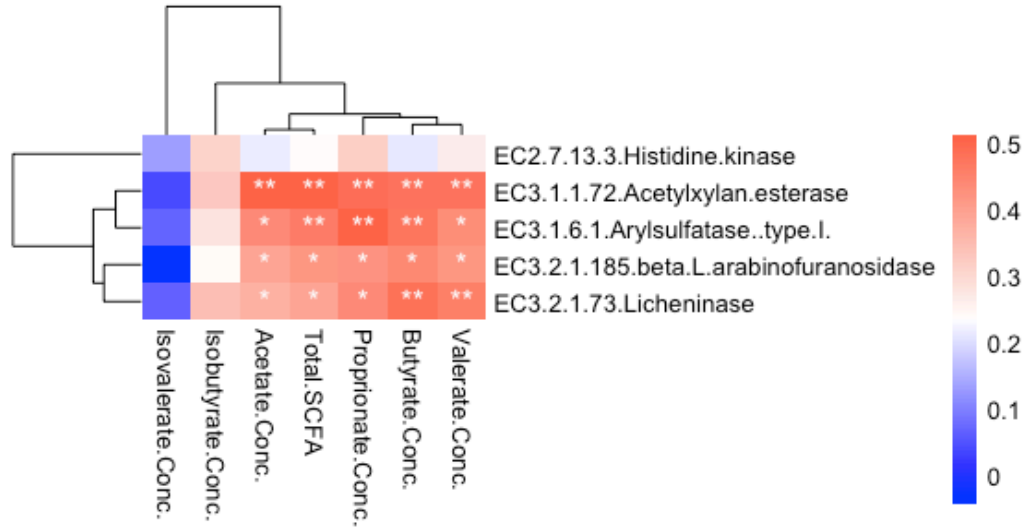 EC2.7.13.3.Histidine.kinase
** ** ** ** **
EC3.1.1.72.Acetylxylan.esterase
* ** ** ** *
EC3.1.6.1.Arylsulfatase..type.I.
* * * * *
EC3.2.1.185.beta.L.arabinofuranosidase
* * * ** **
EC3.2.1.73.Licheninase
0.5
0.4
0.3
0.2
0.1
0
Isovalerate.Conc.
Isobutyrate.Conc.
Acetate.Conc.
Total.SCFA
Proprionate.Conc.
Butyrate.Conc.
Valerate.Conc.